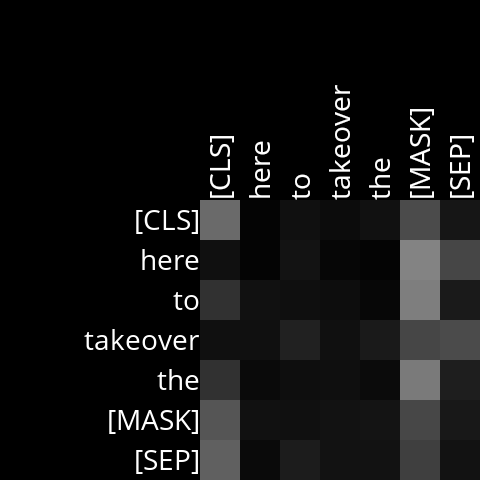 [CLS] here to takeover the [MASK] [SEP]
[CLS]
here
to
takeover
the
[MASK]
[SEP]